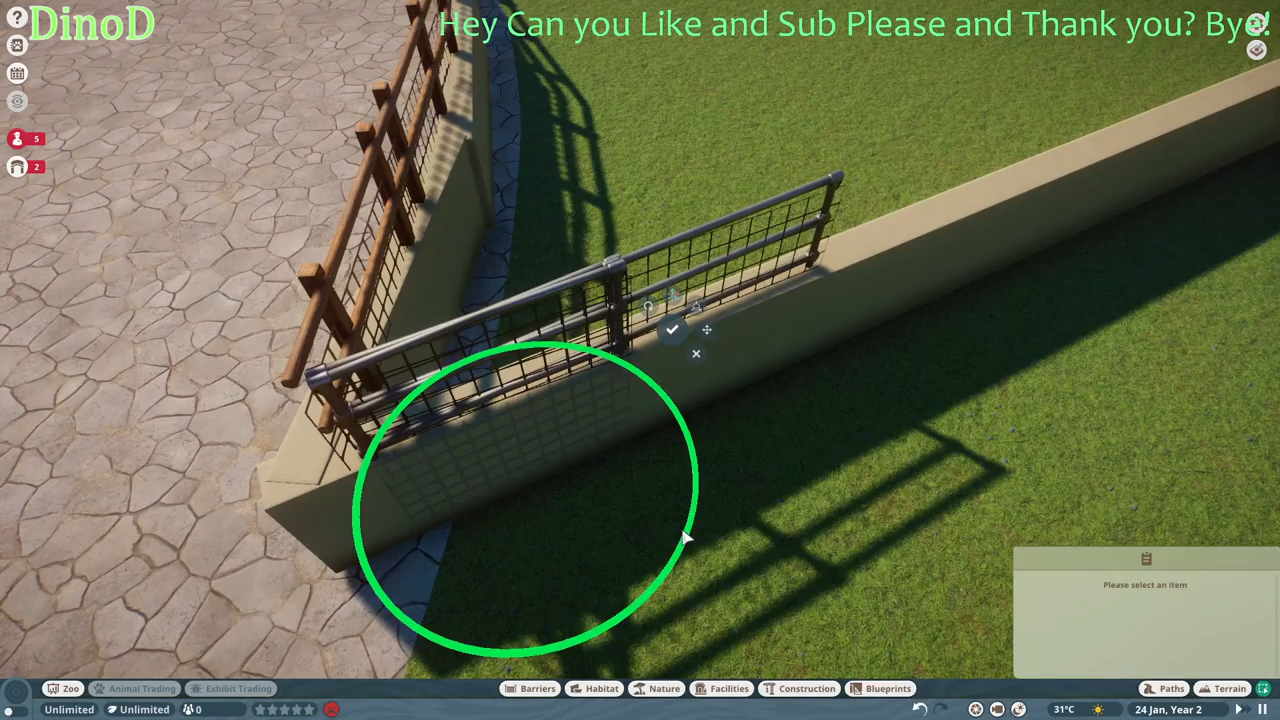 DinoD
Hey Can you Like and Sub Please and Thank you? Bye!
5
2
Please select an item
Zoo
Animal Trading
Exhibit Trading
Barriers
Habitat
Nature
Facilities
Construction
Blueprints
Paths
Terrain
Unlimited
Unlimited
0
31°C
24 Jan, Year 2